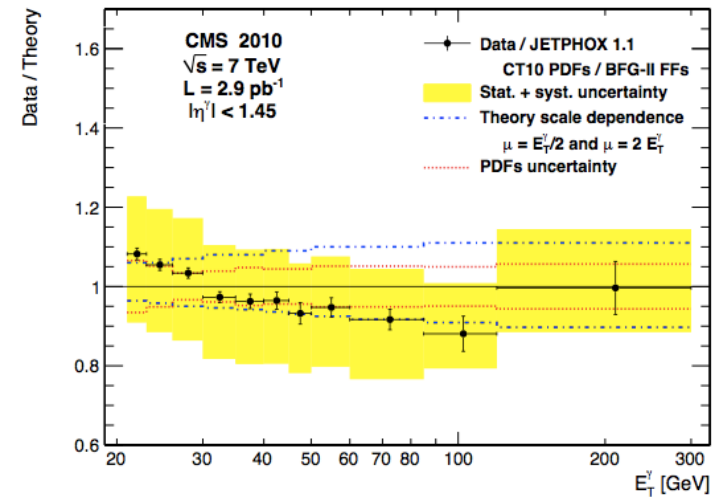 Data / Theory
1.6
1.4
1.2
1
0.8
0.6
CMS 2010
√s = 7 TeV
L = 2.9 pb⁻¹
|η^γ| < 1.45
Data / JETPHOX 1.1
CT10 PDFs / BFG-II FFs
Stat. + syst. uncertainty
Theory scale dependence
μ = E_T^γ/2 and μ = 2 E_T^γ
PDFs uncertainty
20 30 40 50 60 70 80 100 200 300
E_T^γ [GeV]